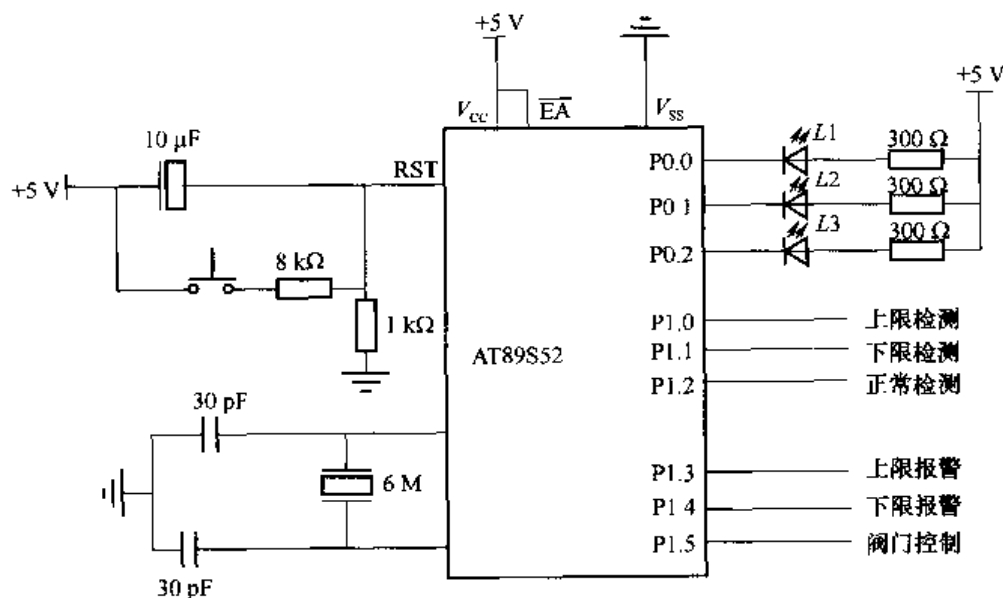 +5 V
V_CC
EA
V_SS
+5 V
10 μF
L1
300 Ω
P0.0
+5 V
RST
L2
300 Ω
P0 1
L3
300 Ω
P0.2
8 kΩ
1 kΩ
P1.0
上限检测
AT89S52
P1.1
下限检测
P1.2
正常检测
30 pF
6 M
P1.3
上限报警
P1 4
下限报警
P1.5
阀门控制
30 pF